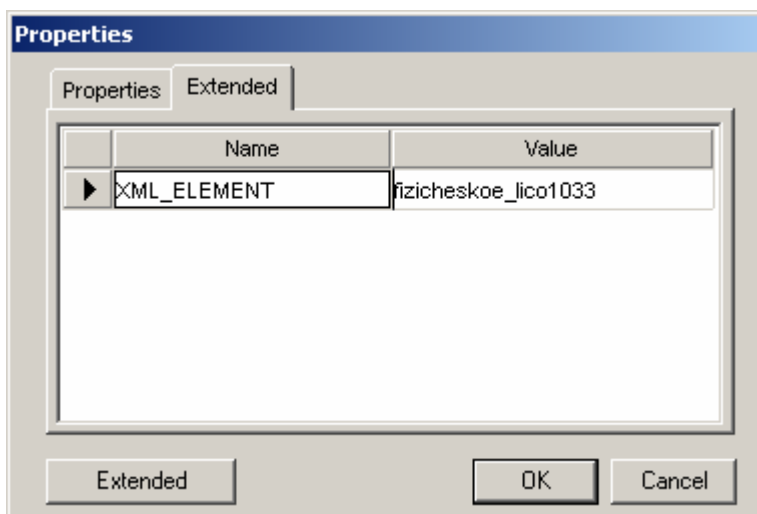 Properties
Properties Extended
Name Value
XML_ELEMENT fizicheskoe_lico1033
Extended OK Cancel